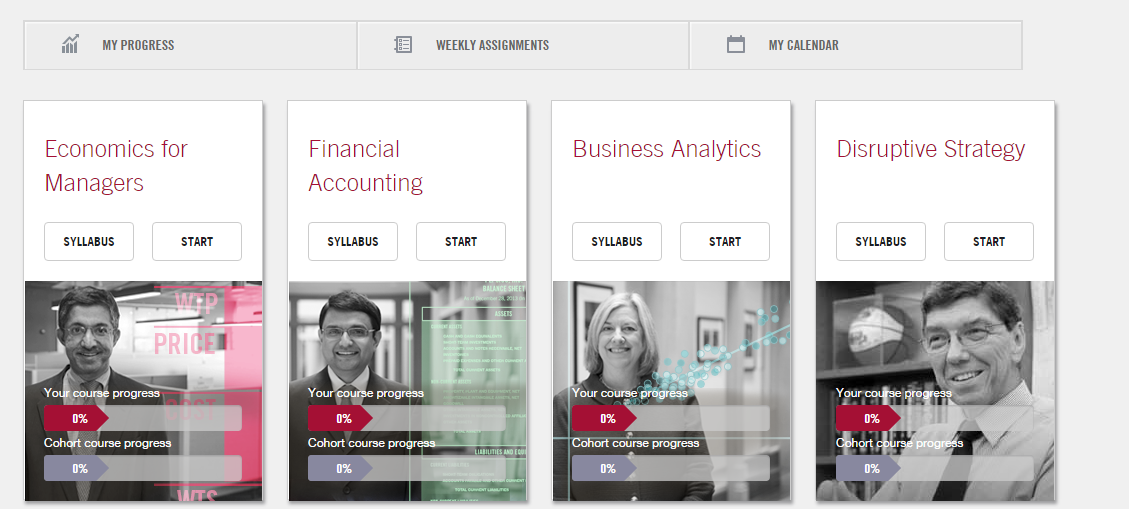 MY PROGRESS
WEEKLY ASSIGNMENTS
MY CALENDAR
Economics for
Managers
SYLLABUS
START
WTP
PRICE
Your course progress
0%
Cohort course progress
0%
WTS
Financial
Accounting
SYLLABUS
START
BALANCE SHEET
ASSETS
Your course progress
0%
Cohort course progress
0%
LIABILITIES AND
Business Analytics
SYLLABUS
START
Your course progress
0%
Cohort course progress
0%
Disruptive Strategy
SYLLABUS
START
Your course progress
0%
Cohort course progress
0%